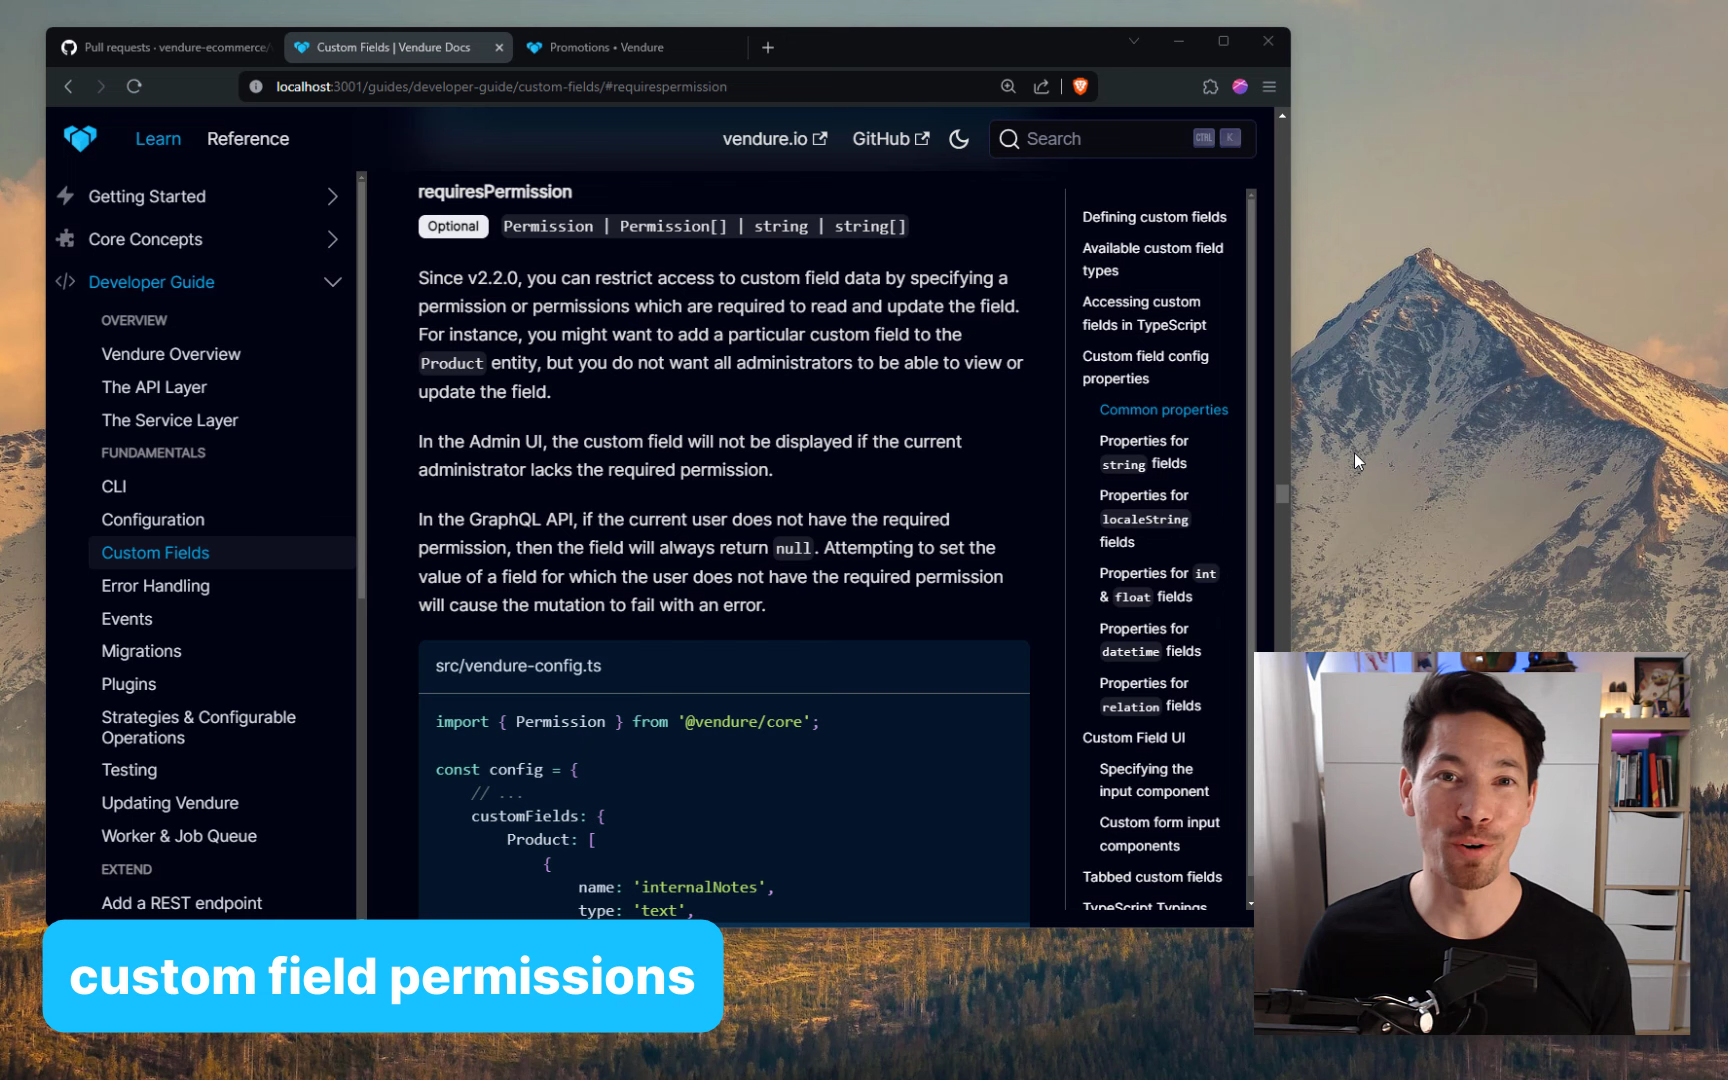 Pull requests · vendure-ecommerce/
Custom Fields | Vendure Docs
Promotions • Vendure
localhost:3001/guides/developer-guide/custom-fields/#requirespermission
Learn
Reference
vendure.io
GitHub
Search
CTRL
K
Getting Started
Core Concepts
Developer Guide
OVERVIEW
Vendure Overview
The API Layer
The Service Layer
FUNDAMENTALS
CLI
Configuration
Custom Fields
Error Handling
Events
Migrations
Plugins
Strategies & Configurable
Operations
Testing
Updating Vendure
Worker & Job Queue
EXTEND
Add a REST endpoint
requiresPermission
Optional Permission | Permission[] | string | string[]
Since v2.2.0, you can restrict access to custom field data by specifying a
permission or permissions which are required to read and update the field.
For instance, you might want to add a particular custom field to the
Product entity, but you do not want all administrators to be able to view or
update the field.
In the Admin UI, the custom field will not be displayed if the current
administrator lacks the required permission.
In the GraphQL API, if the current user does not have the required
permission, then the field will always return null. Attempting to set the
value of a field for which the user does not have the required permission
will cause the mutation to fail with an error.
src/vendure-config.ts
import { Permission } from '@vendure/core';
const config = {
// ...
customFields: {
Product: [
{
name: 'internalNotes',
type: 'text',
Defining custom fields
Available custom field
types
Accessing custom
fields in TypeScript
Custom field config
properties
Common properties
Properties for
string fields
Properties for
localeString
fields
Properties for int
& float fields
Properties for
datetime fields
Properties for
relation fields
Custom Field UI
Specifying the
input component
Custom form input
components
Tabbed custom fields
TypeScript Typings
custom field permissions